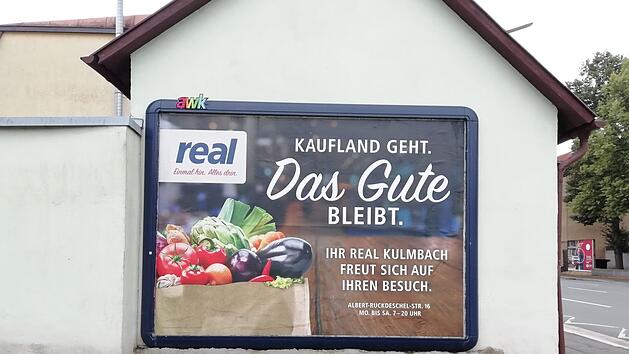 awk
real
Einmal hin. Alles drin.
KAUFLAND GEHT.
Das Gute
BLEIBT.
IHR REAL KULMBACH
FREUT SICH AUF
IHREN BESUCH.
ALBERT-RUCKDESCHEL-STR. 16
MO. BIS SA. 7–20 UHR